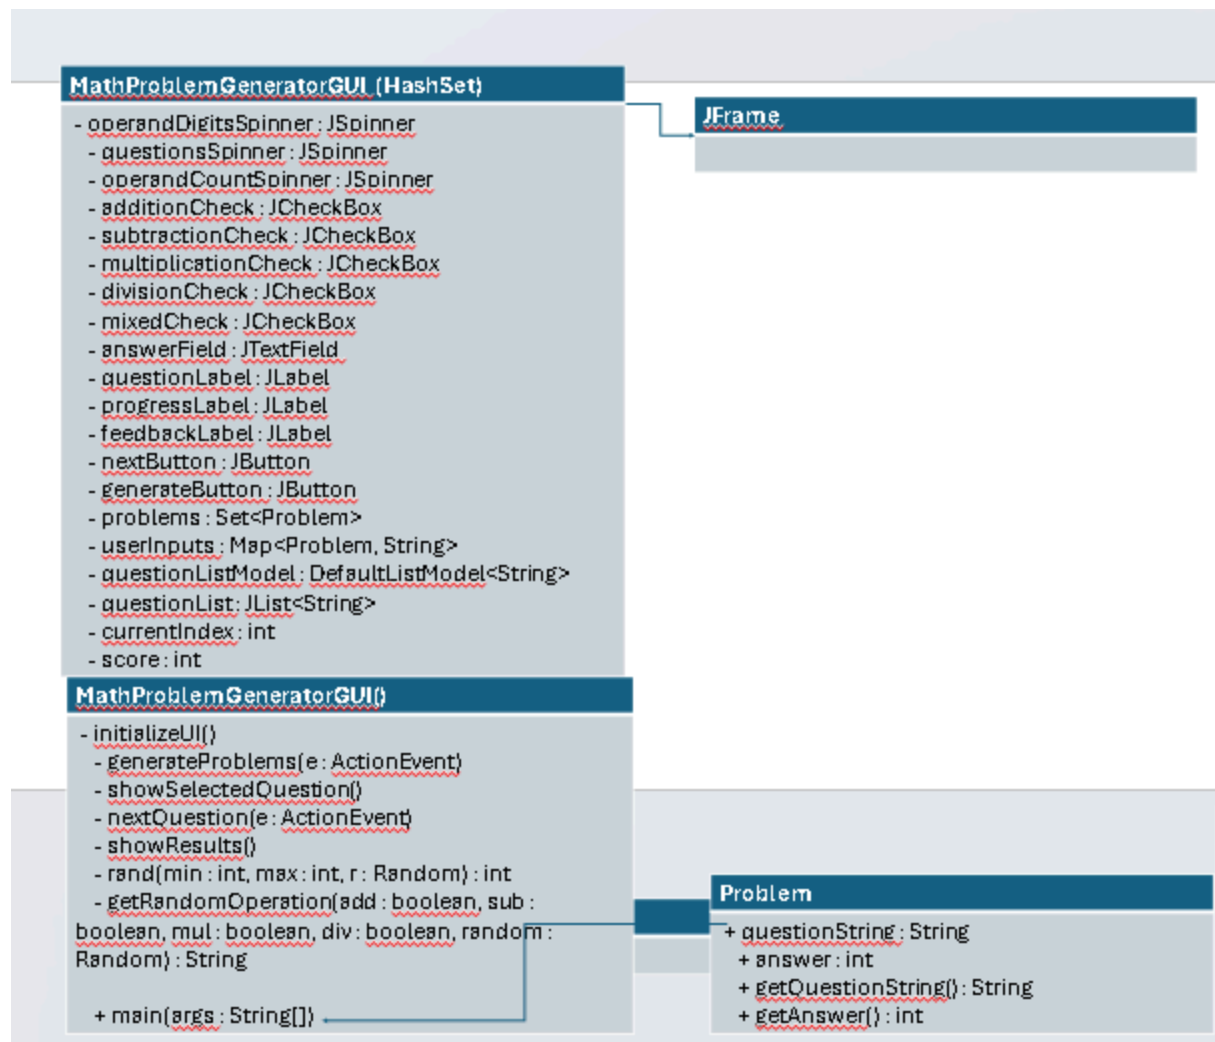 MathProblemGeneratorGUI (HashSet)
- operandDigitsSpinner : JSpinner
- questionsSpinner : JSpinner
- operandCountSpinner : JSpinner
- additionCheck : JCheckBox
- subtractionCheck : JCheckBox
- multiplicationCheck : JCheckBox
- divisionCheck : JCheckBox
- mixedCheck : JCheckBox
- answerField : JTextField
- questionLabel : JLabel
- progressLabel : JLabel
- feedbackLabel : JLabel
- nextButton : JButton
- generateButton : JButton
- problems : Set<Problem>
- userInputs : Map<Problem, String>
- questionListModel : DefaultListModel<String>
- questionList: JList<String>
- currentIndex : int
- score : int
JFrame
MathProblemGeneratorGUI()
- initializeUI()
- generateProblems(e : ActionEvent)
- showSelectedQuestion()
- nextQuestion(e : ActionEvent)
- showResults()
- rand(min : int, max : int, r : Random) : int
- getRandomOperation(add : boolean, sub :
boolean, mul : boolean, div : boolean, random :
Random) : String
+ main(args : String[])
Problem
+ questionString : String
+ answer : int
+ getQuestionString() : String
+ getAnswer() : int